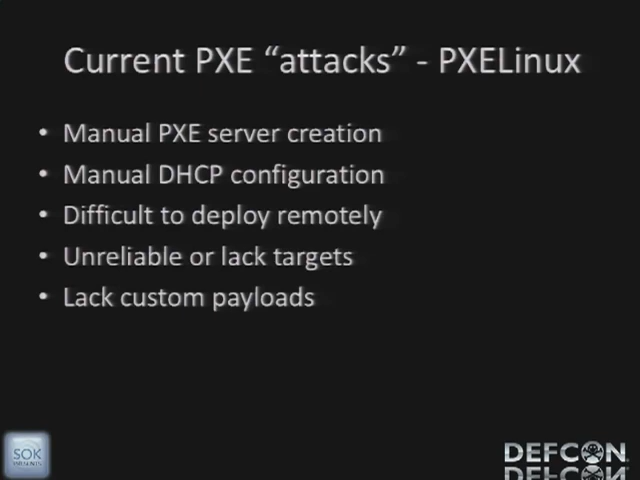 Current PXE “attacks” - PXELinux
• Manual PXE server creation
• Manual DHCP configuration
• Difficult to deploy remotely
• Unreliable or lack targets
• Lack custom payloads
SOK
DEFCON